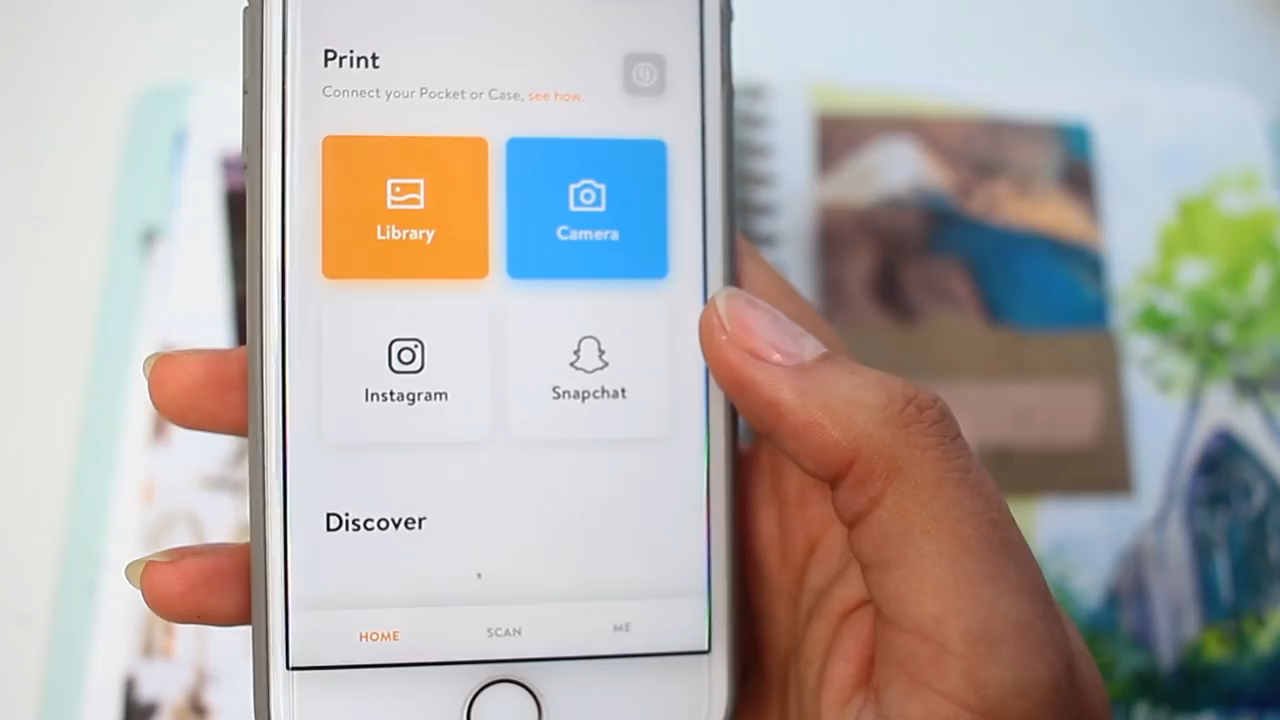 Print
Connect your Pocket or Case, see how.
Library
Camera
Instagram
Snapchat
Discover
HOME
SCAN
ME